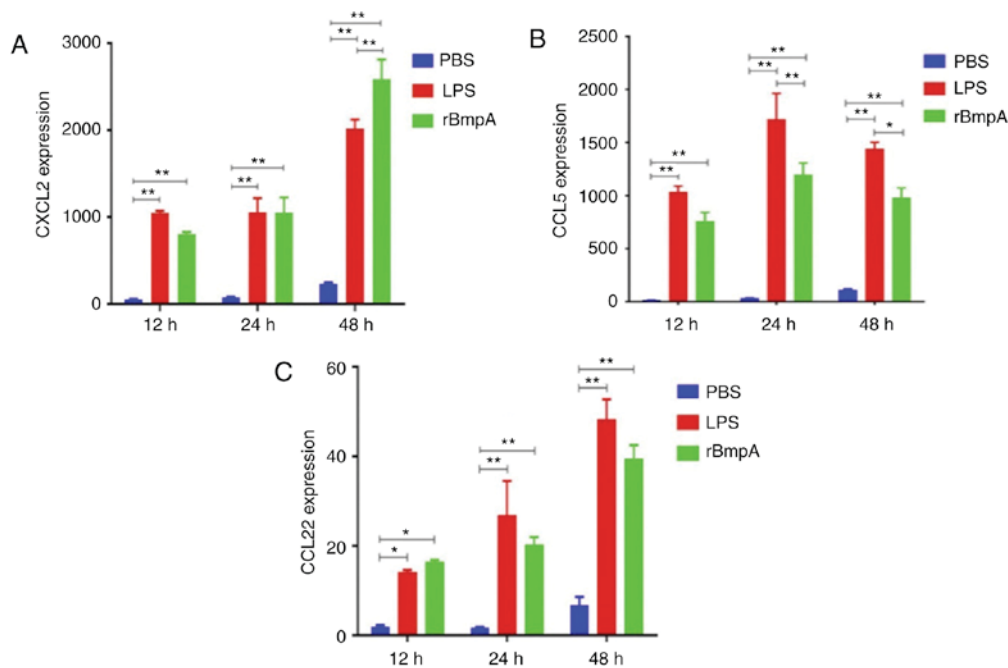 A
CXCL2 expression
3000
2000
1000
0
** **
** **
** ** **
12 h 24 h 48 h
PBS
LPS
rBmpA
B
CCL5 expression
2500
2000
1500
1000
500
0
** **
** ** **
** ** *
12 h 24 h 48 h
PBS
LPS
rBmpA
C
CCL22 expression
60
40
20
0
* *
** **
** **
12 h 24 h 48 h
PBS
LPS
rBmpA